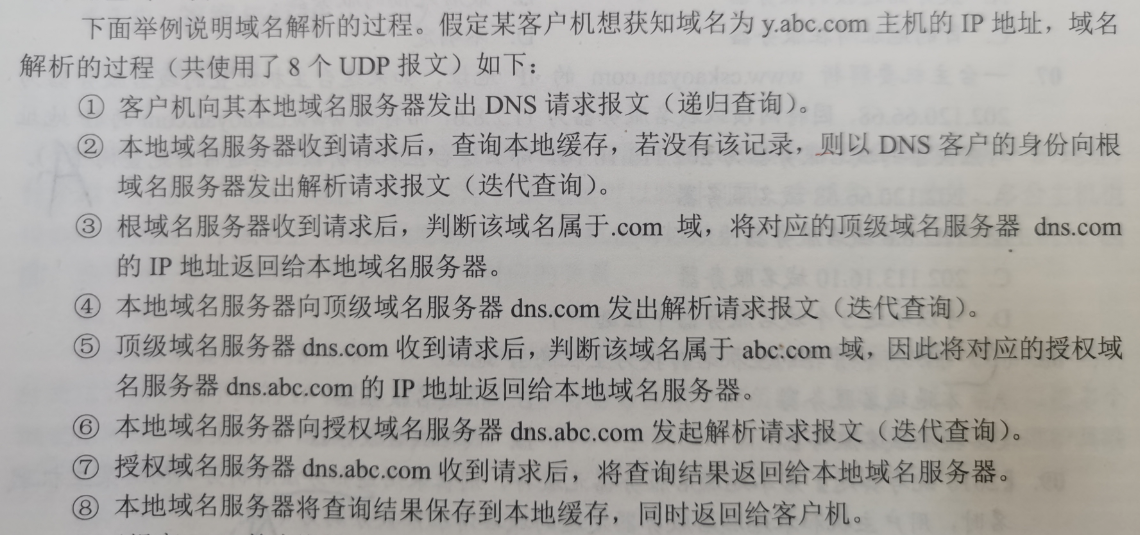 下面举例说明域名解析的过程。假定某客户机想获知域名为 y.abc.com 主机的 IP 地址，域名
解析的过程（共使用了 8 个 UDP 报文）如下：
① 客户机向其本地域名服务器发出 DNS 请求报文（递归查询）。
② 本地域名服务器收到请求后，查询本地缓存，若没有该记录，则以 DNS 客户的身份向根
域名服务器发出解析请求报文（迭代查询）。
③ 根域名服务器收到请求后，判断该域名属于.com 域，将对应的顶级域名服务器 dns.com
的 IP 地址返回给本地域名服务器。
④ 本地域名服务器向顶级域名服务器 dns.com 发出解析请求报文（迭代查询）。
⑤ 顶级域名服务器 dns.com 收到请求后，判断该域名属于 abc.com 域，因此将对应的授权域
名服务器 dns.abc.com 的 IP 地址返回给本地域名服务器。
⑥ 本地域名服务器向授权域名服务器 dns.abc.com 发起解析请求报文（迭代查询）。
⑦ 授权域名服务器 dns.abc.com 收到请求后，将查询结果返回给本地域名服务器。
⑧ 本地域名服务器将查询结果保存到本地缓存，同时返回给客户机。